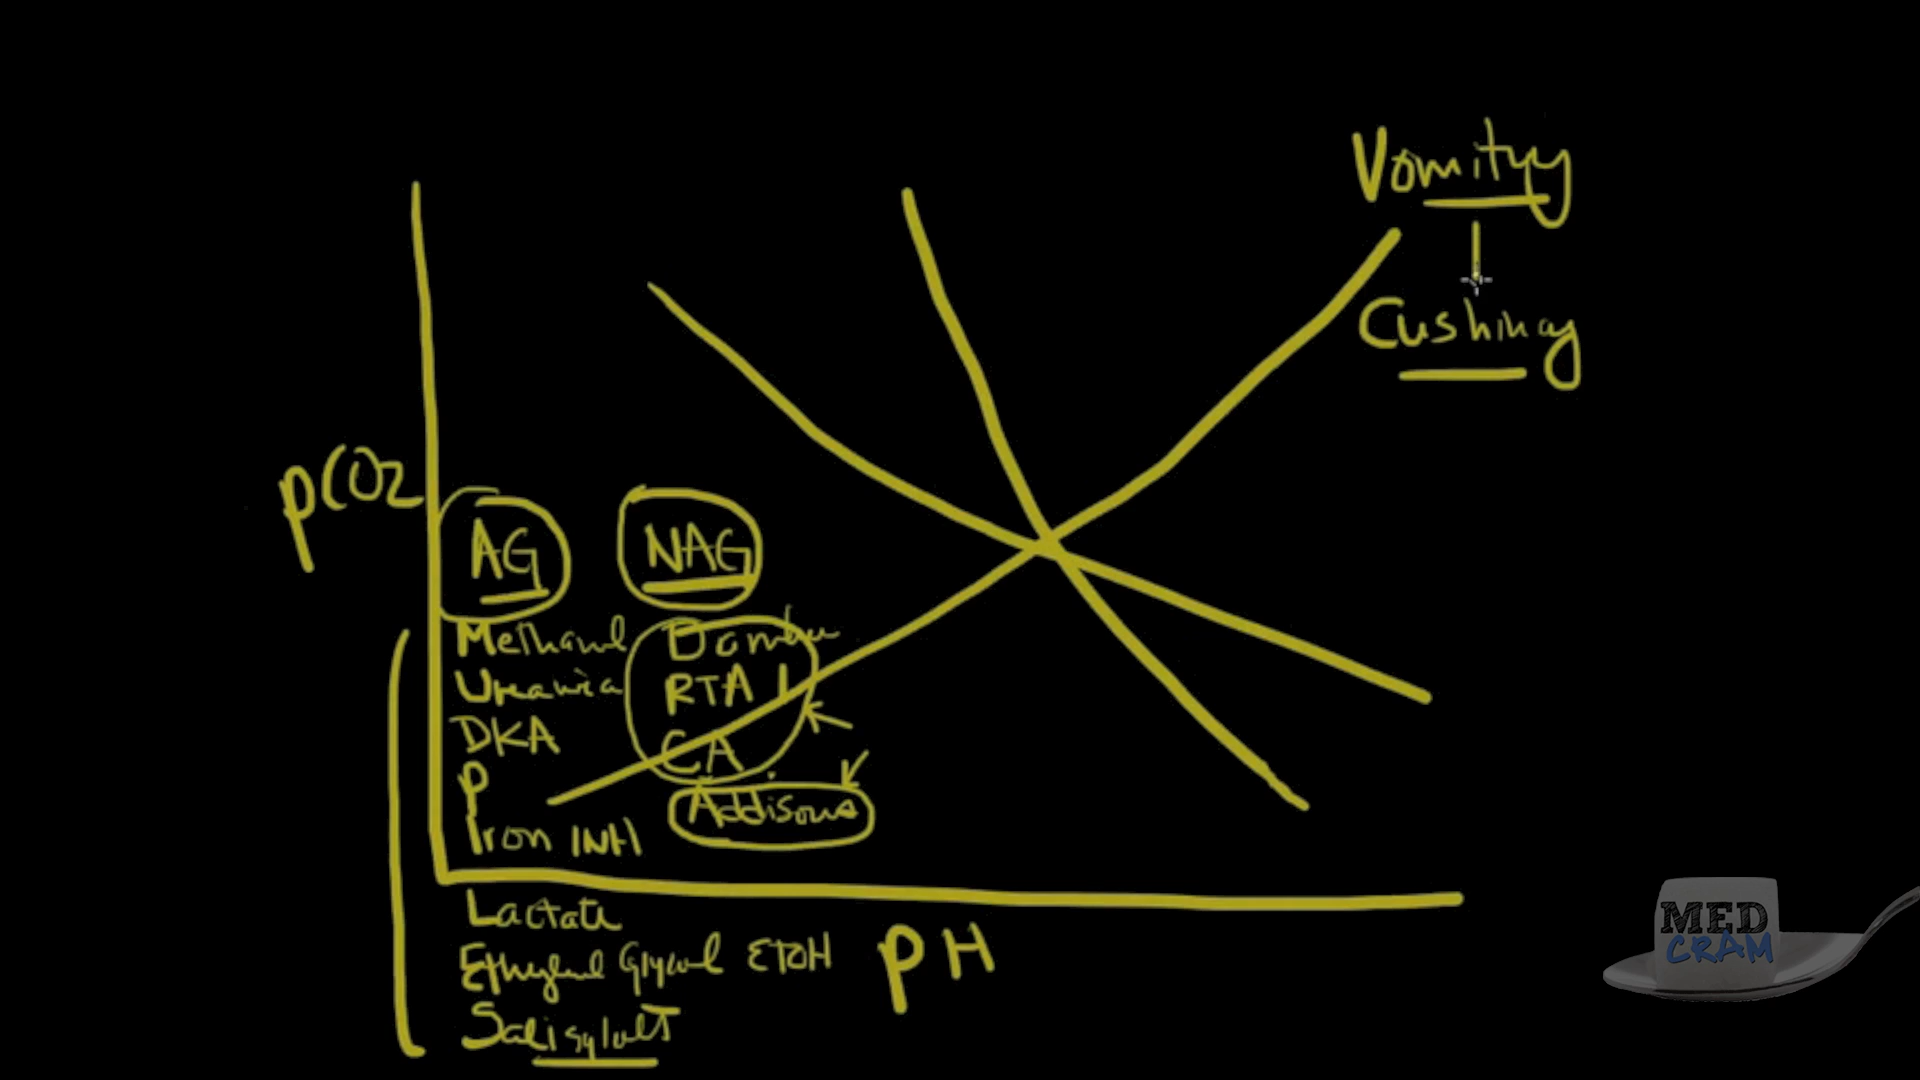 Vomiting
Cushing
pCO2
AG NAG
Methanol
Uremia RTA
DKA CA
P Addisons
Iron INH
Lactate
Ethylene Glycol ETOH pH
Salisylate
MED
CRAM